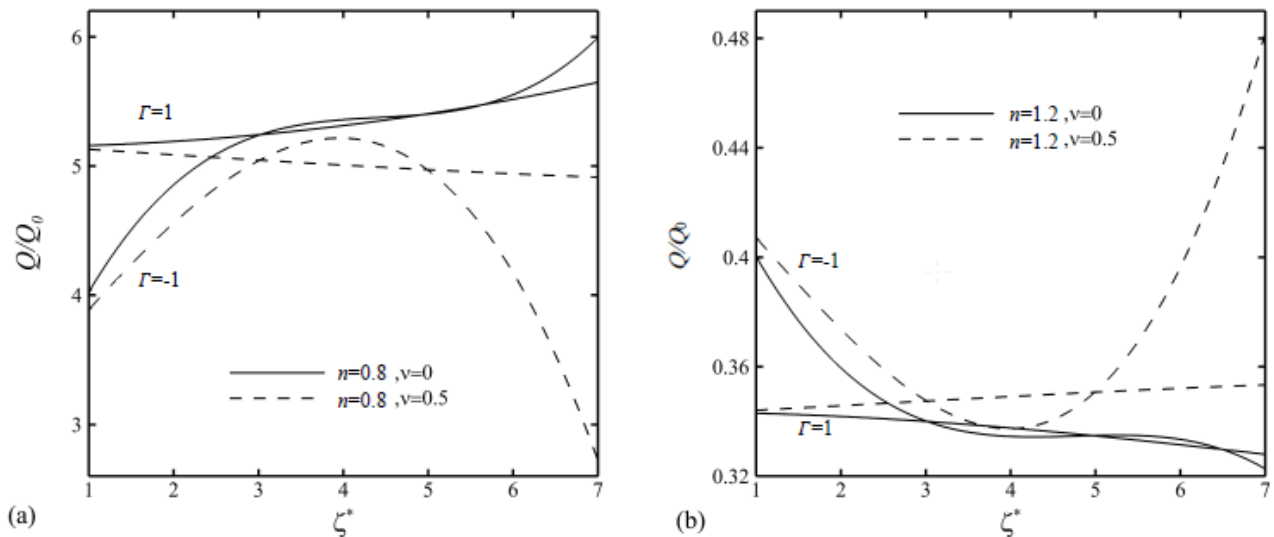 6
5
4
3
Q/Q₀
Γ=1
Γ=-1
n=0.8 ,ν=0
n=0.8 ,ν=0.5
1 2 3 4 5 6 7
(a)
ζ*
0.48
0.44
0.4
0.36
0.32
Q/Q₀
n=1.2 ,ν=0
n=1.2 ,ν=0.5
Γ=-1
Γ=1
1 2 3 4 5 6 7
(b)
ζ*